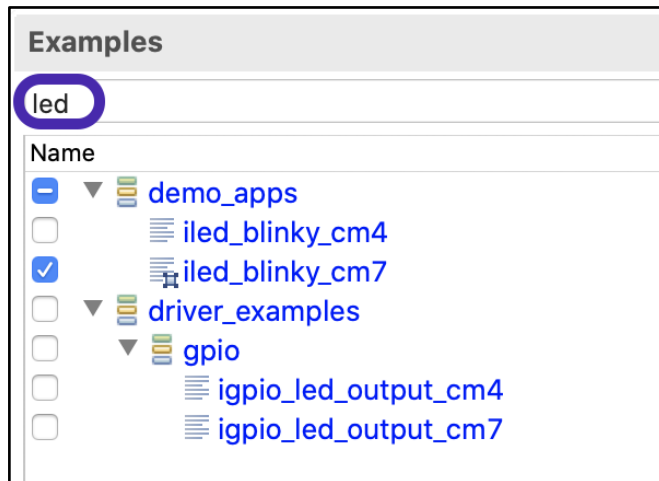 Examples
led
Name
demo_apps
iled_blinky_cm4
iled_blinky_cm7
driver_examples
gpio
igpio_led_output_cm4
igpio_led_output_cm7